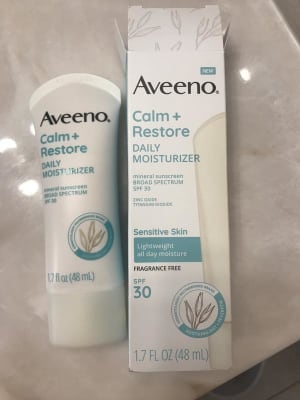 Aveeno®
Calm +
Restore
DAILY
MOISTURIZER
mineral sunscreen
BROAD SPECTRUM
SPF 30
1.7 fl oz (48 mL)
NEW
Aveeno®
Calm +
Restore
DAILY
MOISTURIZER
mineral sunscreen
BROAD SPECTRUM
SPF 30
ZINC OXIDE
TITANIUM DIOXIDE
Sensitive Skin
Lightweight
all day moisture
FRAGRANCE FREE
SPF
30
1.7 FL OZ (48 mL)